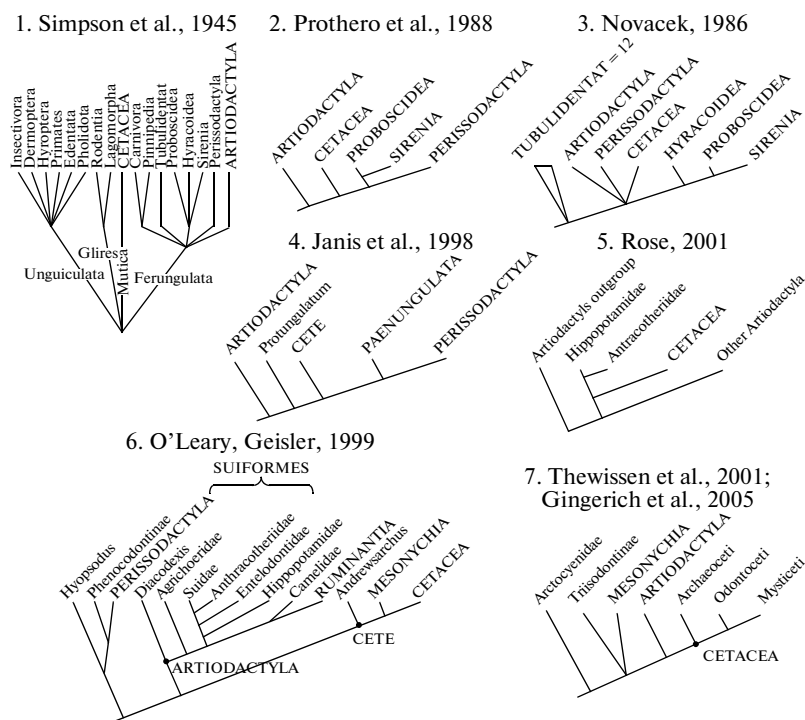 1. Simpson et al., 1945
Insectivora
Dermoptera
Hyroptera
Primates
Edentata
Pholidota
Rodentia
Lagomorpha
CETACEA
Carnivora
Pinnipedia
Tubulidentat
Proboscidea
Hyracoidea
Sirenia
Perissodactyla
ARTIODACTYLA
Unguiculata
Glires
Mutica
Ferungulata
2. Prothero et al., 1988
ARTIODACTYLA
CETACEA
PROBOSCIDEA
SIRENIA
PERISSODACTYLA
3. Novacek, 1986
TUBULIDENTAT = 12
ARTIODACTYLA
PERISSODACTYLA
CETACEA
HYRACOIDEA
PROBOSCIDEA
SIRENIA
4. Janis et al., 1998
ARTIODACTYLA
Protungulatum
CETE
PAENUNGULATA
PERISSODACTYLA
5. Rose, 2001
Artiodactyls outgroup
Hippopotamidae
Antracotheriidae
CETACEA
Other Artiodactyla
6. O'Leary, Geisler, 1999
SUIFORMES
Hyopsodus
Phenocodontinae
PERISSODACTYLA
Diacodexis
Agrichoeridae
Suidae
Anthracotheriidae
Entelodontidae
Hippopotamidae
Camelidae
RUMINANTIA
Andrewsarchus
MESONYCHIA
CETACEA
ARTIODACTYLA
CETE
7. Thewissen et al., 2001;
Gingerich et al., 2005
Arctocyenidae
Triisodontinae
MESONYCHIA
ARTIODACTYLA
Archaeoceti
Odontoceti
Mysticeti
CETACEA